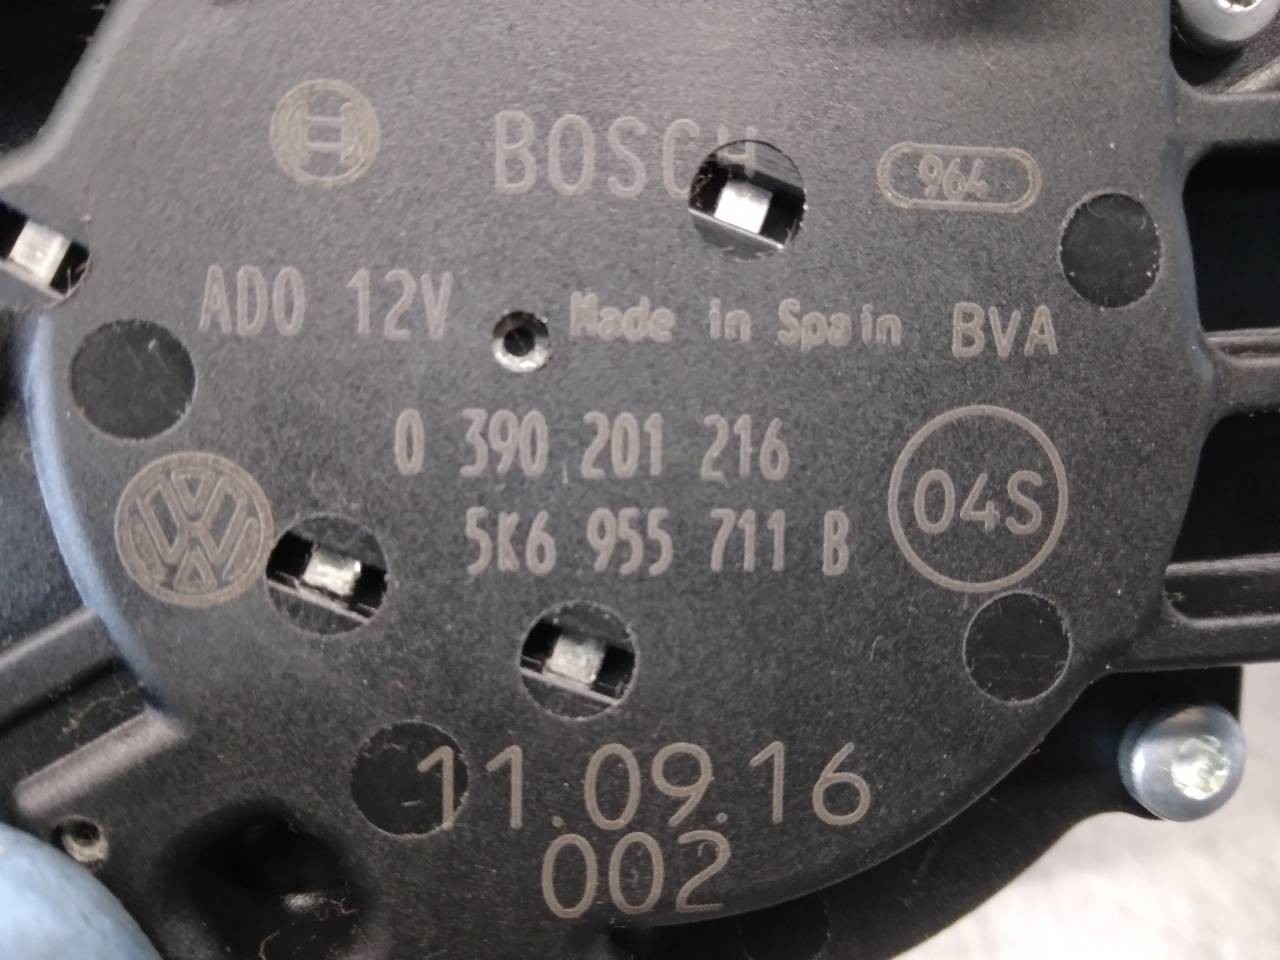 BOSCH
964
AD0 12V
Made in Spain
BVA
0 390 201 216
5K6 955 711 B
04S
11.09.16
002